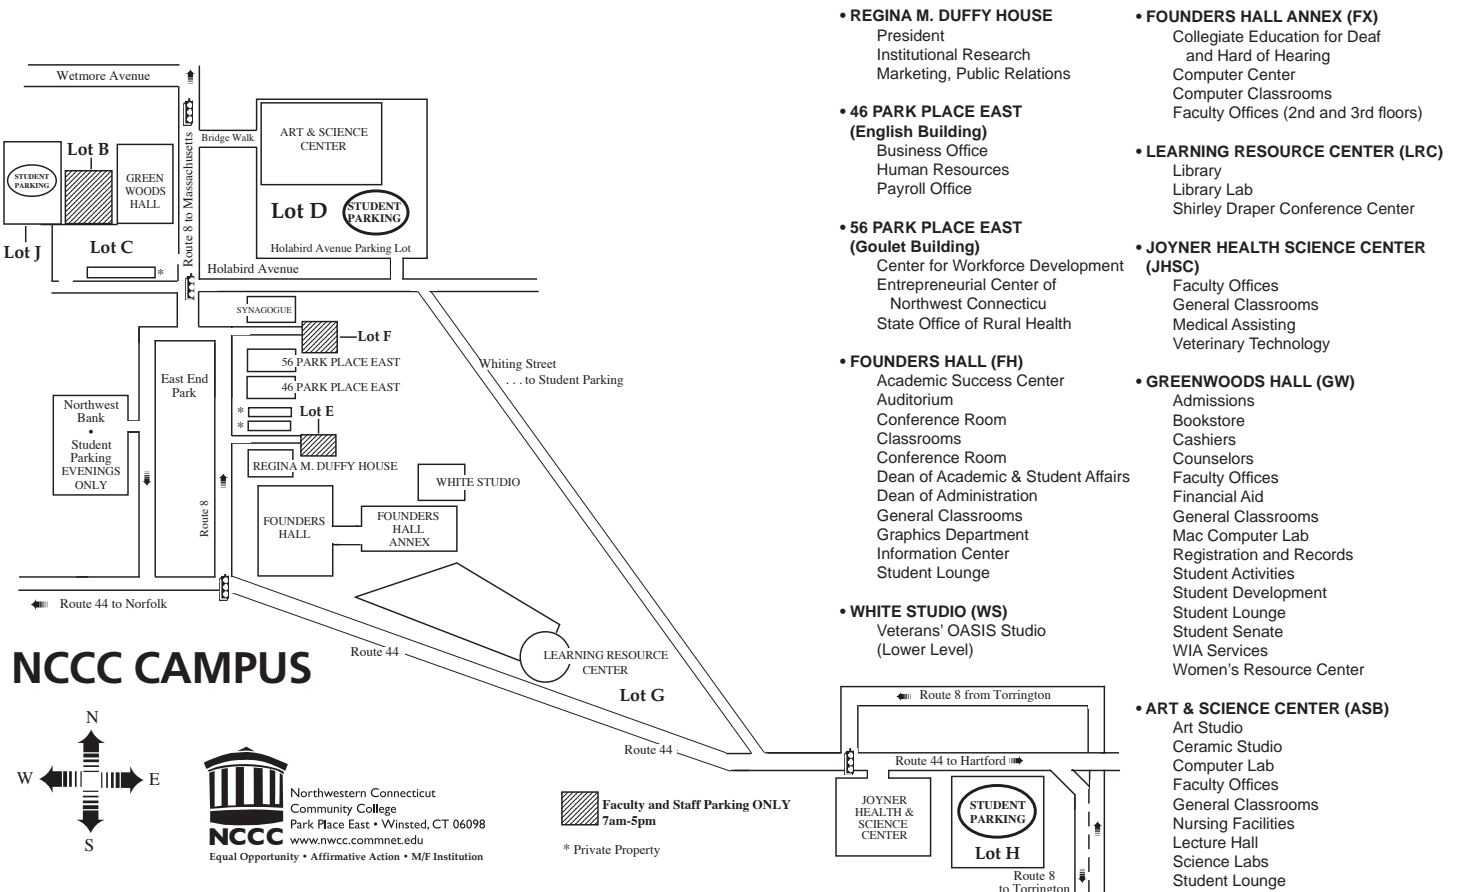 Wetmore Avenue
Bridge Walk
ART & SCIENCE
CENTER
Lot B
STUDENT
PARKING
GREEN
WOODS
HALL
Route 8 to Massachusetts
Lot D
STUDENT
PARKING
Lot J
Lot C
Holabird Avenue Parking Lot
*
Holabird Avenue
SYNAGOGUE
Lot F
56 PARK PLACE EAST
Whiting Street
. . . to Student Parking
East End
Park
46 PARK PLACE EAST
Northwest
Bank
•
Student
Parking
EVENINGS
ONLY
*
*
Lot E
REGINA M. DUFFY HOUSE
WHITE STUDIO
Route 8
FOUNDERS
HALL
FOUNDERS
HALL
ANNEX
Route 44 to Norfolk
Route 44
LEARNING RESOURCE
CENTER
Lot G
NCCC CAMPUS
Route 44
Route 8 from Torrington
Route 44 to Hartford
N
W
E
S
JOYNER
HEALTH &
SCIENCE
CENTER
STUDENT
PARKING
Lot H
Route 8
to Torrington
NCCC
Northwestern Connecticut
Community College
Park Place East • Winsted, CT 06098
www.nwcc.commnet.edu
Equal Opportunity • Affirmative Action • M/F Institution
Faculty and Staff Parking ONLY
7am-5pm
* Private Property
• REGINA M. DUFFY HOUSE
President
Institutional Research
Marketing, Public Relations
• 46 PARK PLACE EAST
(English Building)
Business Office
Human Resources
Payroll Office
• 56 PARK PLACE EAST
(Goulet Building)
Center for Workforce Development
Entrepreneurial Center of
Northwest Connecticu
State Office of Rural Health
• FOUNDERS HALL (FH)
Academic Success Center
Auditorium
Conference Room
Classrooms
Conference Room
Dean of Academic & Student Affairs
Dean of Administration
General Classrooms
Graphics Department
Information Center
Student Lounge
• WHITE STUDIO (WS)
Veterans’ OASIS Studio
(Lower Level)
• FOUNDERS HALL ANNEX (FX)
Collegiate Education for Deaf
and Hard of Hearing
Computer Center
Computer Classrooms
Faculty Offices (2nd and 3rd floors)
• LEARNING RESOURCE CENTER (LRC)
Library
Library Lab
Shirley Draper Conference Center
• JOYNER HEALTH SCIENCE CENTER
(JHSC)
Faculty Offices
General Classrooms
Medical Assisting
Veterinary Technology
• GREENWOODS HALL (GW)
Admissions
Bookstore
Cashiers
Counselors
Faculty Offices
Financial Aid
General Classrooms
Mac Computer Lab
Registration and Records
Student Activities
Student Development
Student Lounge
Student Senate
WIA Services
Women’s Resource Center
• ART & SCIENCE CENTER (ASB)
Art Studio
Ceramic Studio
Computer Lab
Faculty Offices
General Classrooms
Nursing Facilities
Lecture Hall
Science Labs
Student Lounge